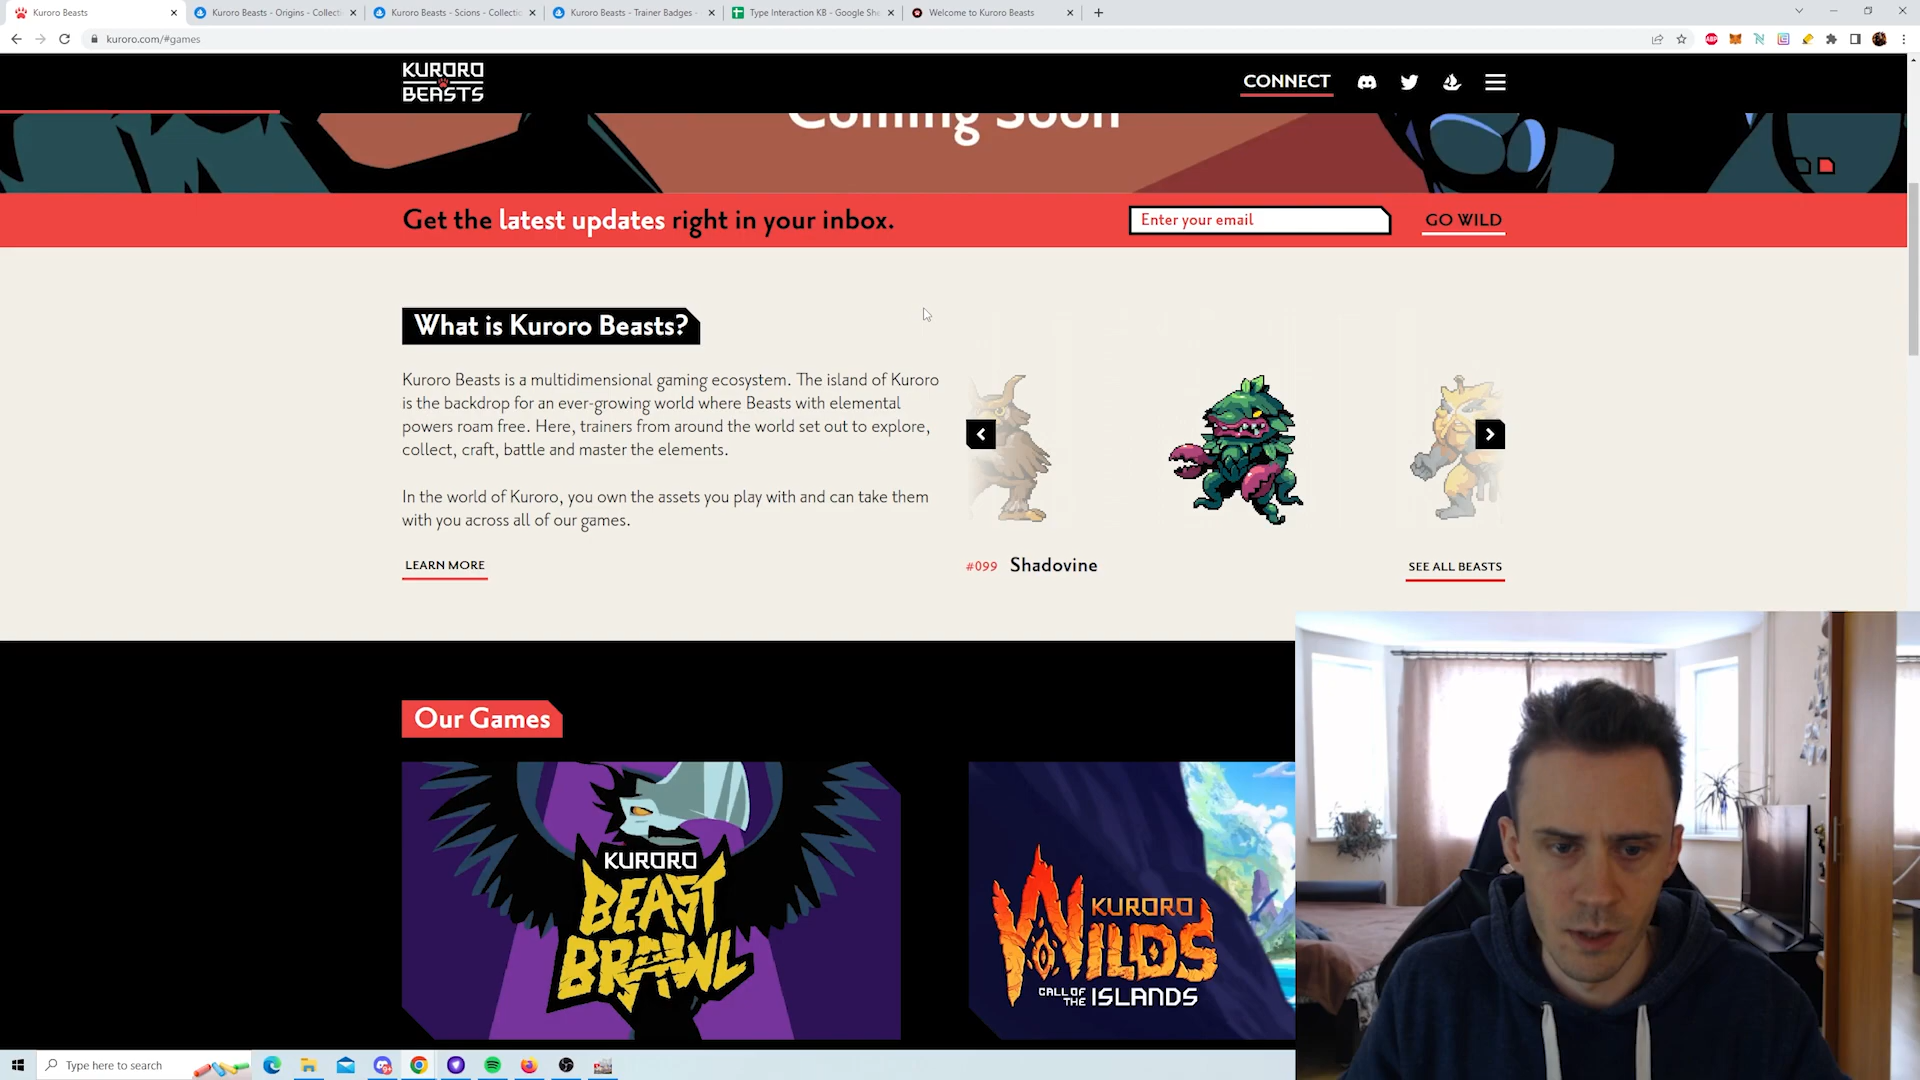 Kuroro Beasts
Kuroro Beasts - Origins - Collecti
Kuroro Beasts - Scions - Collectio
Kuroro Beasts - Trainer Badges -
Type Interaction KB - Google She
Welcome to Kuroro Beasts
kuroro.com/#games
ABP
KURORO
BEASTS
CONNECT
Coming Soon
Get the latest updates right in your inbox.
Enter your email
GO WILD
What is Kuroro Beasts?
Kuroro Beasts is a multidimensional gaming ecosystem. The island of Kuroro
is the backdrop for an ever-growing world where Beasts with elemental
powers roam free. Here, trainers from around the world set out to explore,
collect, craft, battle and master the elements.
In the world of Kuroro, you own the assets you play with and can take them
with you across all of our games.
LEARN MORE
#099 Shadovine
SEE ALL BEASTS
Our Games
KURORO
BEAST
BRAWL
KURORO
WILDS
CALL OF
THE ISLANDS
Type here to search